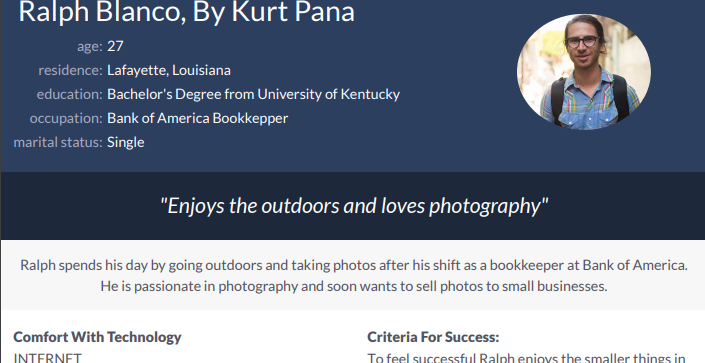 Ralph Blanco, By Kurt Pana
age: 27
residence: Lafayette, Louisiana
education: Bachelor's Degree from University of Kentucky
occupation: Bank of America Bookkepper
marital status: Single
"Enjoys the outdoors and loves photography"
Ralph spends his day by going outdoors and taking photos after his shift as a bookkeeper at Bank of America.
He is passionate in photography and soon wants to sell photos to small businesses.
Comfort With Technology
INTERNET
Criteria For Success:
To feel successful Ralph enjoys the smaller things in